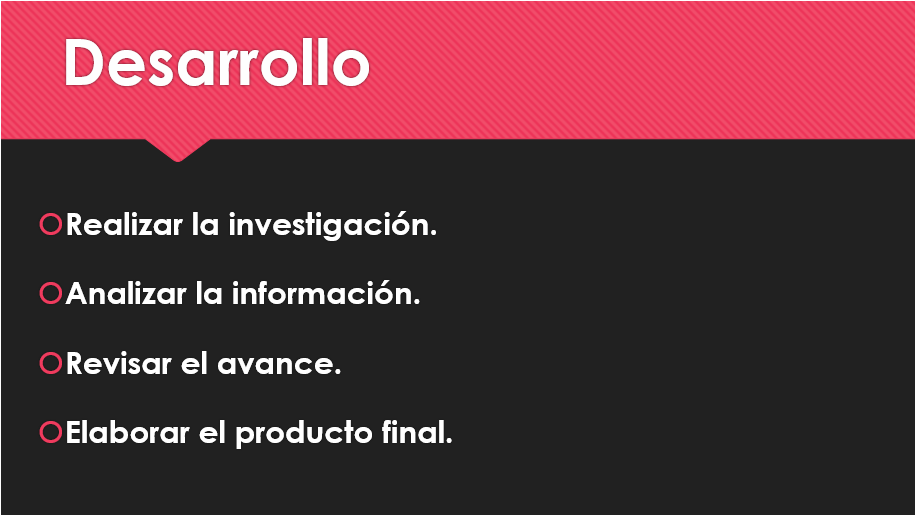 Desarrollo
Realizar la investigación.
Analizar la información.
Revisar el avance.
Elaborar el producto final.